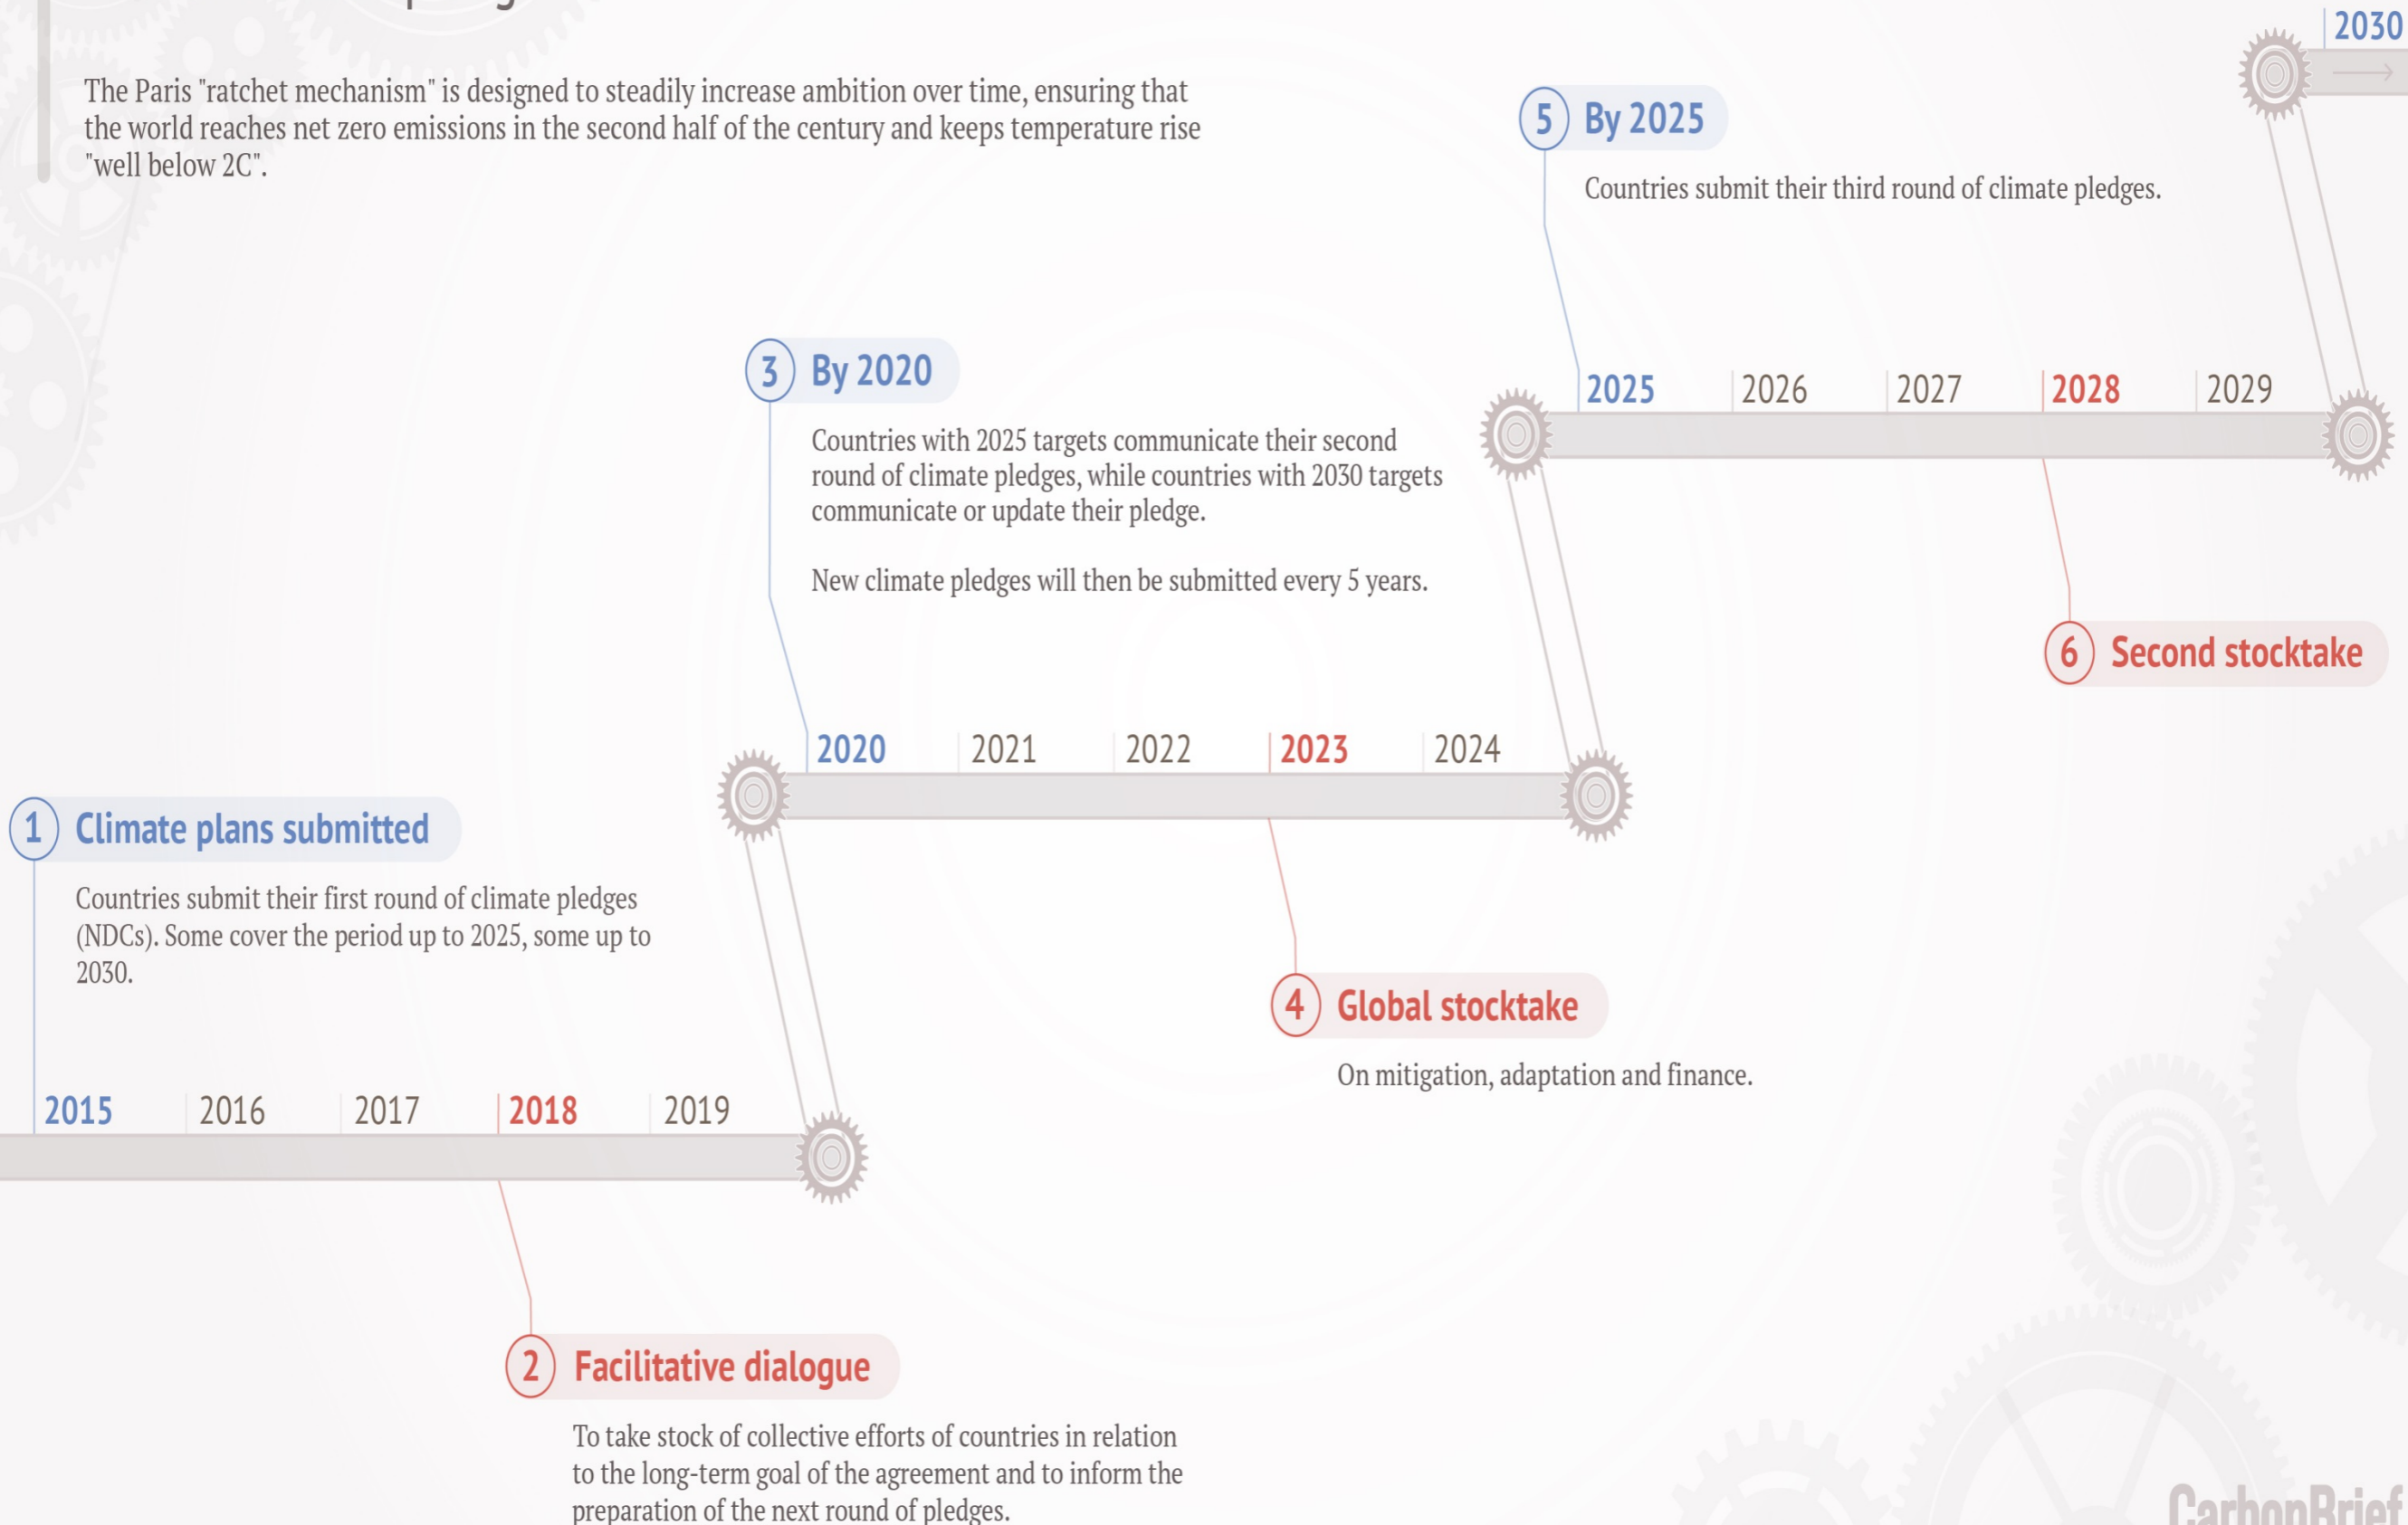 The Paris "ratchet mechanism" is designed to steadily increase ambition over time, ensuring that
the world reaches net zero emissions in the second half of the century and keeps temperature rise
"well below 2C".
2030
5 By 2025
Countries submit their third round of climate pledges.
2025 2026 2027 2028 2029
3 By 2020
Countries with 2025 targets communicate their second
round of climate pledges, while countries with 2030 targets
communicate or update their pledge.
New climate pledges will then be submitted every 5 years.
6 Second stocktake
2020 2021 2022 2023 2024
1 Climate plans submitted
Countries submit their first round of climate pledges
(NDCs). Some cover the period up to 2025, some up to
2030.
4 Global stocktake
On mitigation, adaptation and finance.
2015 2016 2017 2018 2019
2 Facilitative dialogue
To take stock of collective efforts of countries in relation
to the long-term goal of the agreement and to inform the
preparation of the next round of pledges.
CarbonBrief